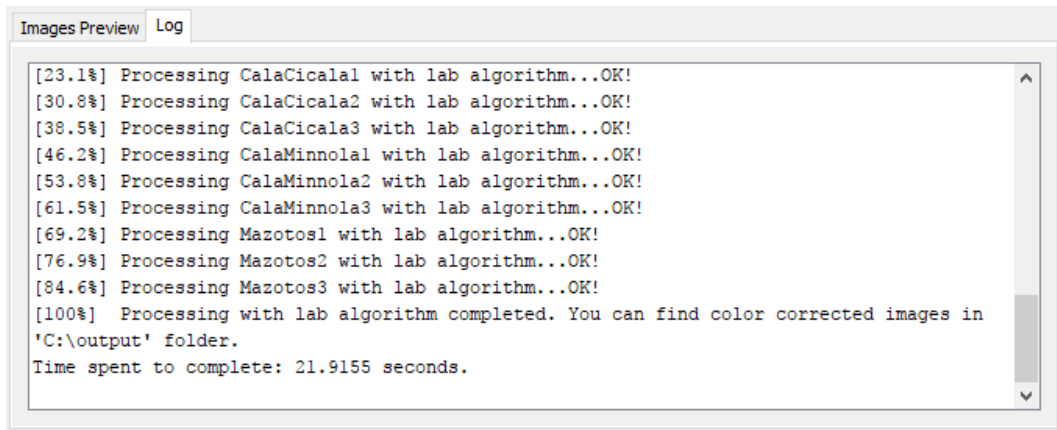 Images Preview Log
[23.1%] Processing CalaCicala1 with lab algorithm...OK!
[30.8%] Processing CalaCicala2 with lab algorithm...OK!
[38.5%] Processing CalaCicala3 with lab algorithm...OK!
[46.2%] Processing CalaMinnola1 with lab algorithm...OK!
[53.8%] Processing CalaMinnola2 with lab algorithm...OK!
[61.5%] Processing CalaMinnola3 with lab algorithm...OK!
[69.2%] Processing Mazotos1 with lab algorithm...OK!
[76.9%] Processing Mazotos2 with lab algorithm...OK!
[84.6%] Processing Mazotos3 with lab algorithm...OK!
[100%]  Processing with lab algorithm completed. You can find color corrected images in
'C:\output' folder.
Time spent to complete: 21.9155 seconds.